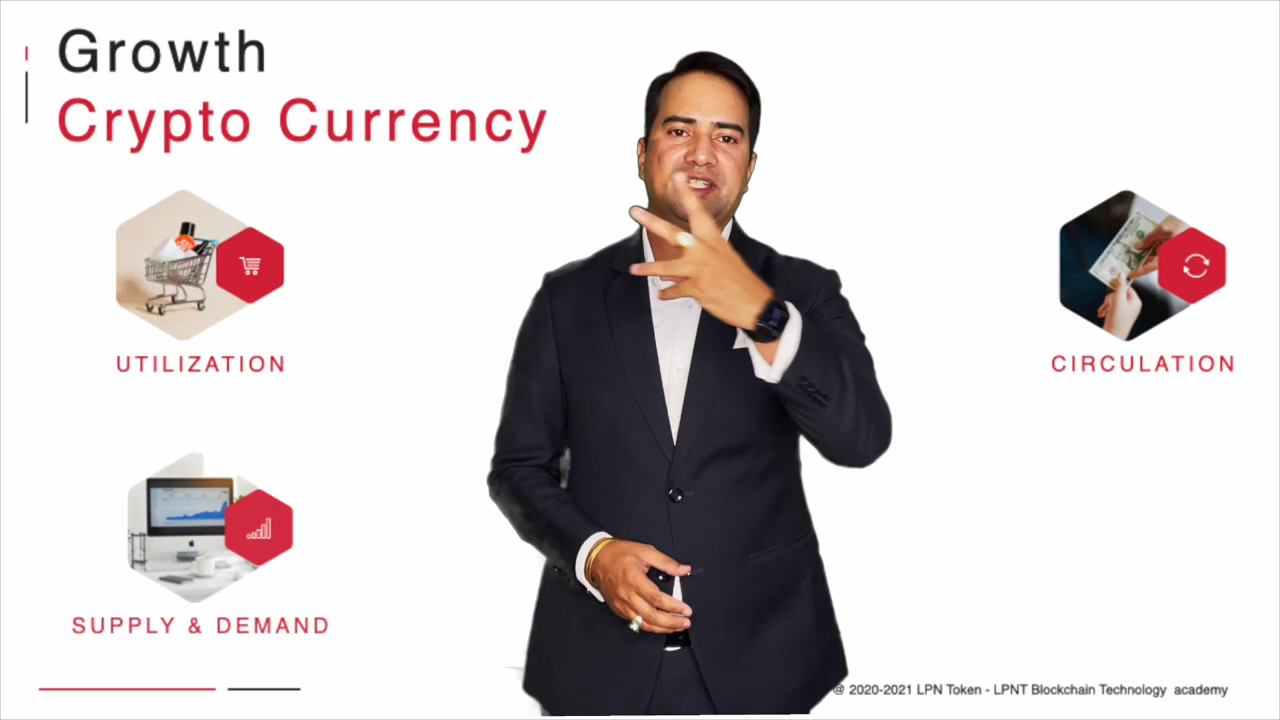 Growth
Crypto Currency
UTILIZATION
CIRCULATION
SUPPLY & DEMAND
@ 2020-2021 LPN Token - LPNT Blockchain Technology academy